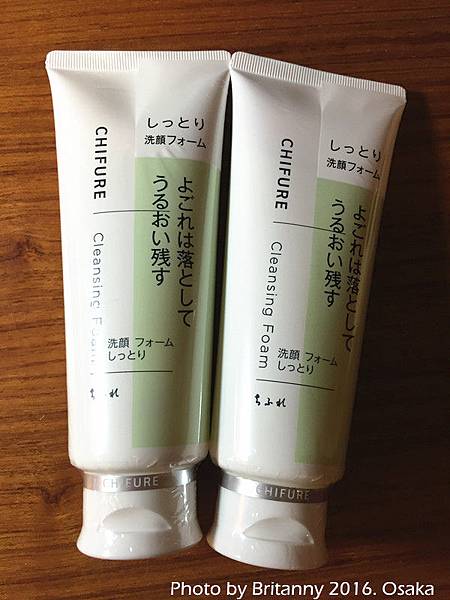 しっとり
洗顔フォーム
CHIFURE
Cleansing Foam
よごれは落として
うるおい残す
洗顔 フォーム
しっとり
ちふれ
CHIFURE
しっとり
洗顔フォーム
CHIFURE
Cleansing Foam
よごれは落として
うるおい残す
洗顔 フォーム
しっとり
ちふれ
CHIFURE
Photo by Britanny 2016. Osaka